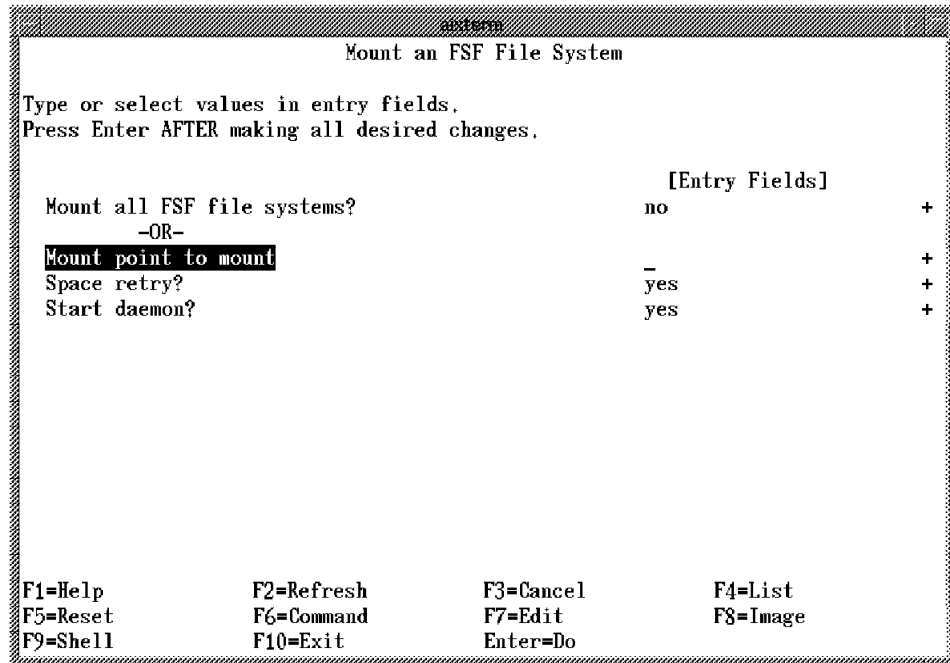 aixterm
Mount an FSF File System
Type or select values in entry fields.
Press Enter AFTER making all desired changes.
[Entry Fields]
Mount all FSF file systems? no +
-OR-
Mount point to mount _ +
Space retry? yes +
Start daemon? yes +
F1=Help F2=Refresh F3=Cancel F4=List
F5=Reset F6=Command F7=Edit F8=Image
F9=Shell F10=Exit Enter=Do